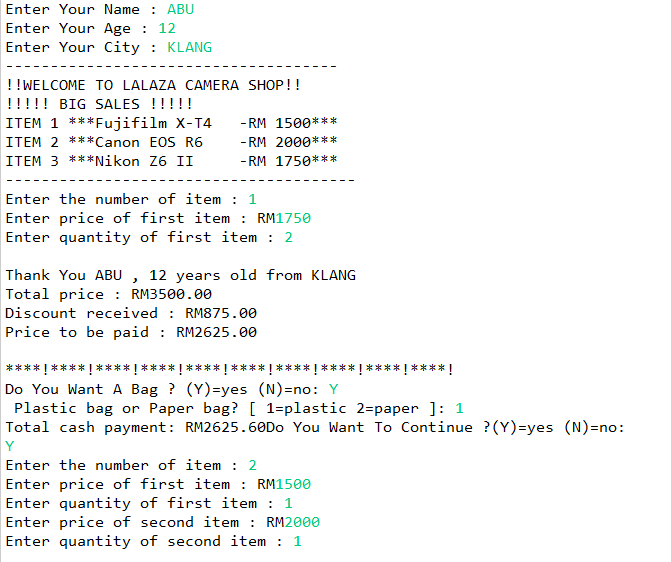 Enter Your Name : ABU
Enter Your Age : 12
Enter Your City : KLANG
-------------------------------------
!!WELCOME TO LALAZA CAMERA SHOP!!
!!!!! BIG SALES !!!!!
ITEM 1 ***Fujifilm X-T4   -RM 1500***
ITEM 2 ***Canon EOS R6    -RM 2000***
ITEM 3 ***Nikon Z6 II     -RM 1750***
---------------------------------------
Enter the number of item : 1
Enter price of first item : RM1750
Enter quantity of first item : 2
Thank You ABU , 12 years old from KLANG
Total price : RM3500.00
Discount received : RM875.00
Price to be paid : RM2625.00
****!****!****!****!****!****!****!****!****!****!
Do You Want A Bag ? (Y)=yes (N)=no: Y
 Plastic bag or Paper bag? [ 1=plastic 2=paper ]: 1
Total cash payment: RM2625.60Do You Want To Continue ?(Y)=yes (N)=no:
Y
Enter the number of item : 2
Enter price of first item : RM1500
Enter quantity of first item : 1
Enter price of second item : RM2000
Enter quantity of second item : 1